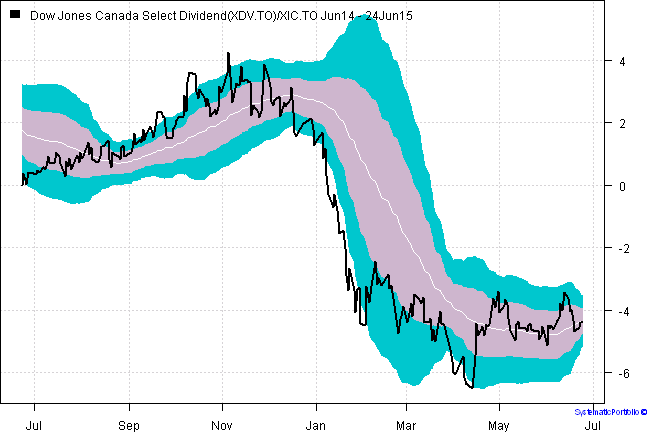 Dow Jones Canada Select Dividend(XDV.TO)/XIC.TO Jun14 - 24Jun15
4
2
0
-2
-4
-6
SystematicPortfolio ©
Jul Sep Nov Jan Mar May Jul